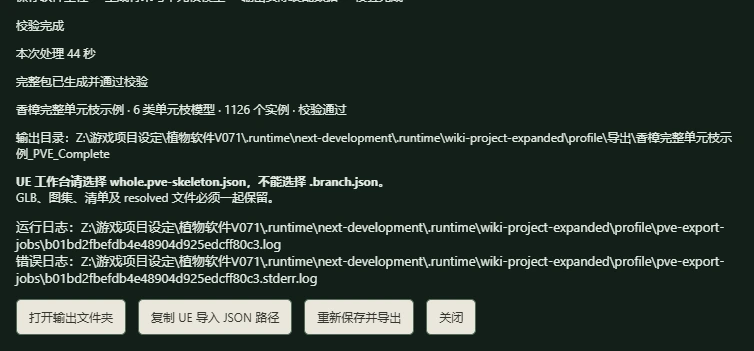 校验完成
本次处理 44 秒
完整包已生成并通过校验
香樟完整单元枝示例 · 6 类单元枝模型 · 1126 个实例 · 校验通过
输出目录：Z:\游戏项目设定\植物软件V071\.runtime\next-development\.runtime\wiki-project-expanded\profile\导出\香樟完整单元枝示
例_PVE_Complete
UE 工作台请选择 whole.pve-skeleton.json，不能选择 .branch.json。
GLB、图集、清单及 resolved 文件必须一起保留。
运行日志：Z:\游戏项目设定\植物软件V071\.runtime\next-development\.runtime\wiki-project-expanded\profile\pve-export-
jobs\b01bd2fbefdb4e48904d925edcff80c3.log
错误日志：Z:\游戏项目设定\植物软件V071\.runtime\next-development\.runtime\wiki-project-expanded\profile\pve-export-
jobs\b01bd2fbefdb4e48904d925edcff80c3.stderr.log
打开输出文件夹
复制 UE 导入 JSON 路径
重新保存并导出
关闭